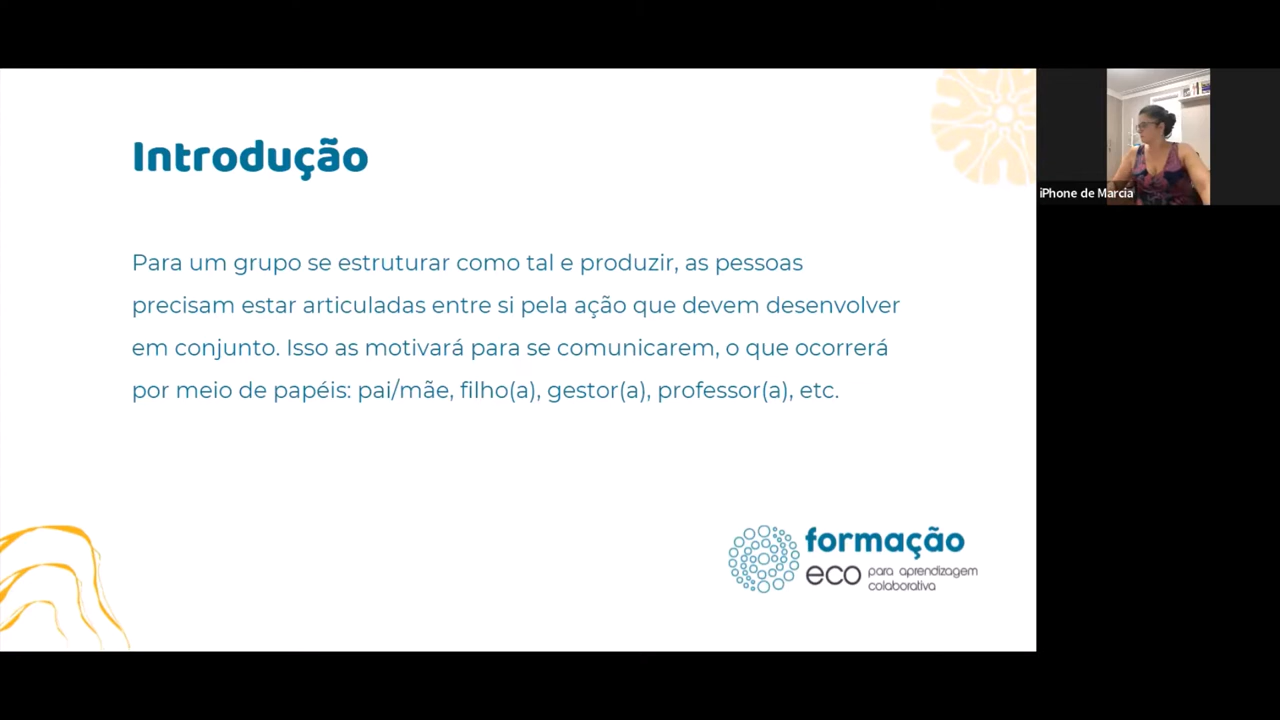 Introdução
Para um grupo se estruturar como tal e produzir, as pessoas
precisam estar articuladas entre si pela ação que devem desenvolver
em conjunto. Isso as motivará para se comunicarem, o que ocorrerá
por meio de papéis: pai/mãe, filho(a), gestor(a), professor(a), etc.
formação
eco para aprendizagem
colaborativa
iPhone de Marcia